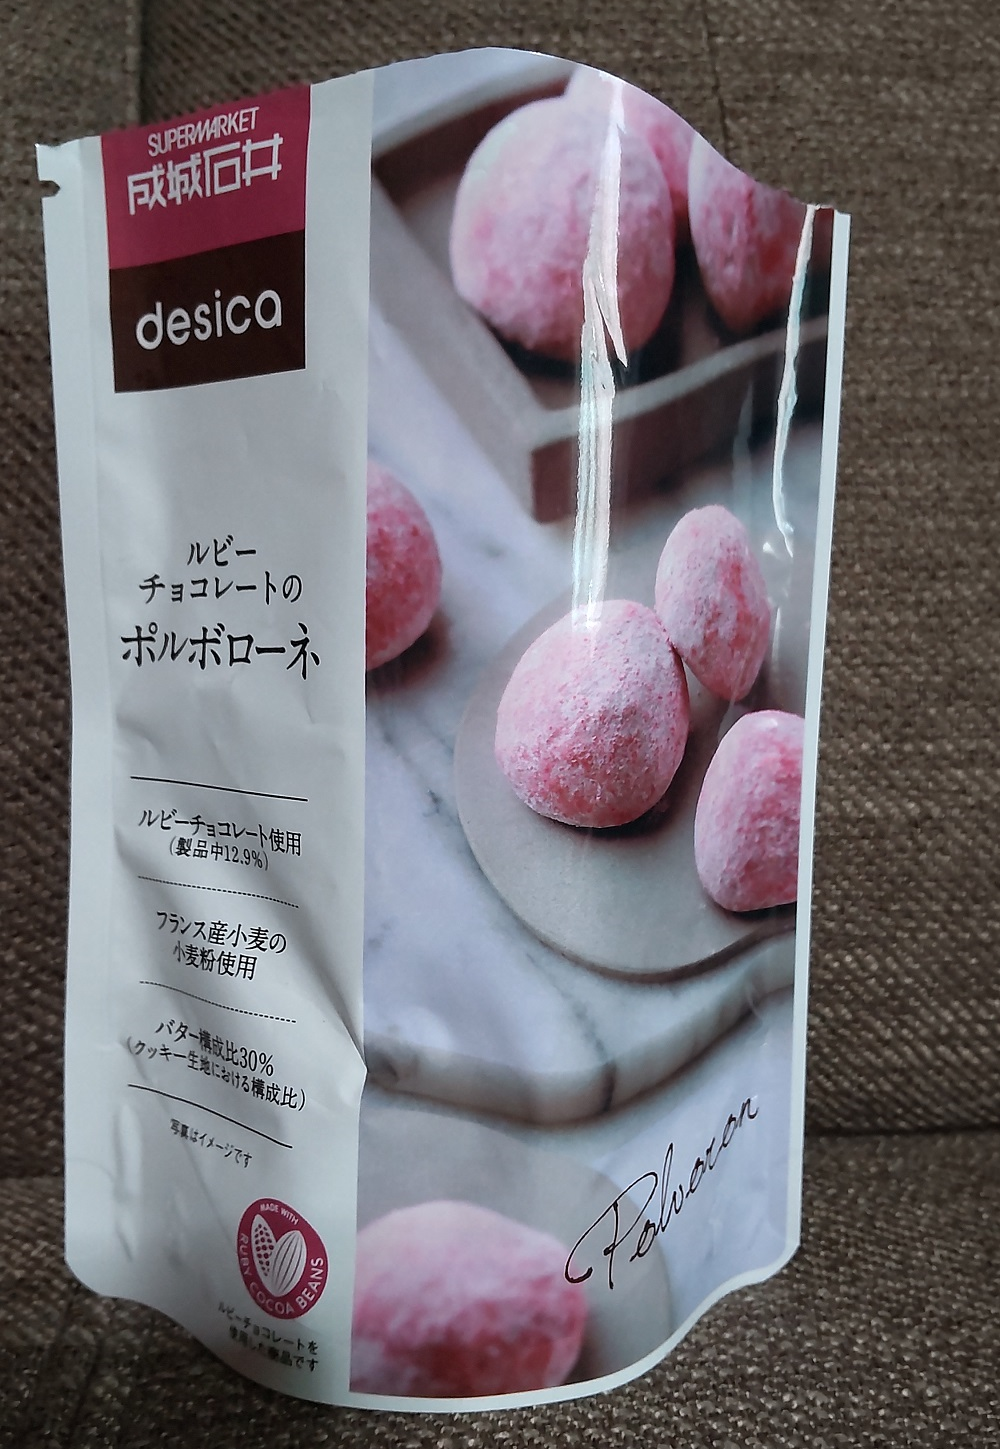 SUPERMARKET
成城石井
desica
ルビー
チョコレートの
ポルボローネ
ルビーチョコレート使用
(製品中12.9%)
フランス産小麦の
小麦粉使用
バター構成比30%
(クッキー生地における構成比)
写真はイメージです
MADE WITH
RUBY COCOA BEANS
ルビーチョコレートを
使用した商品です
Polvoron